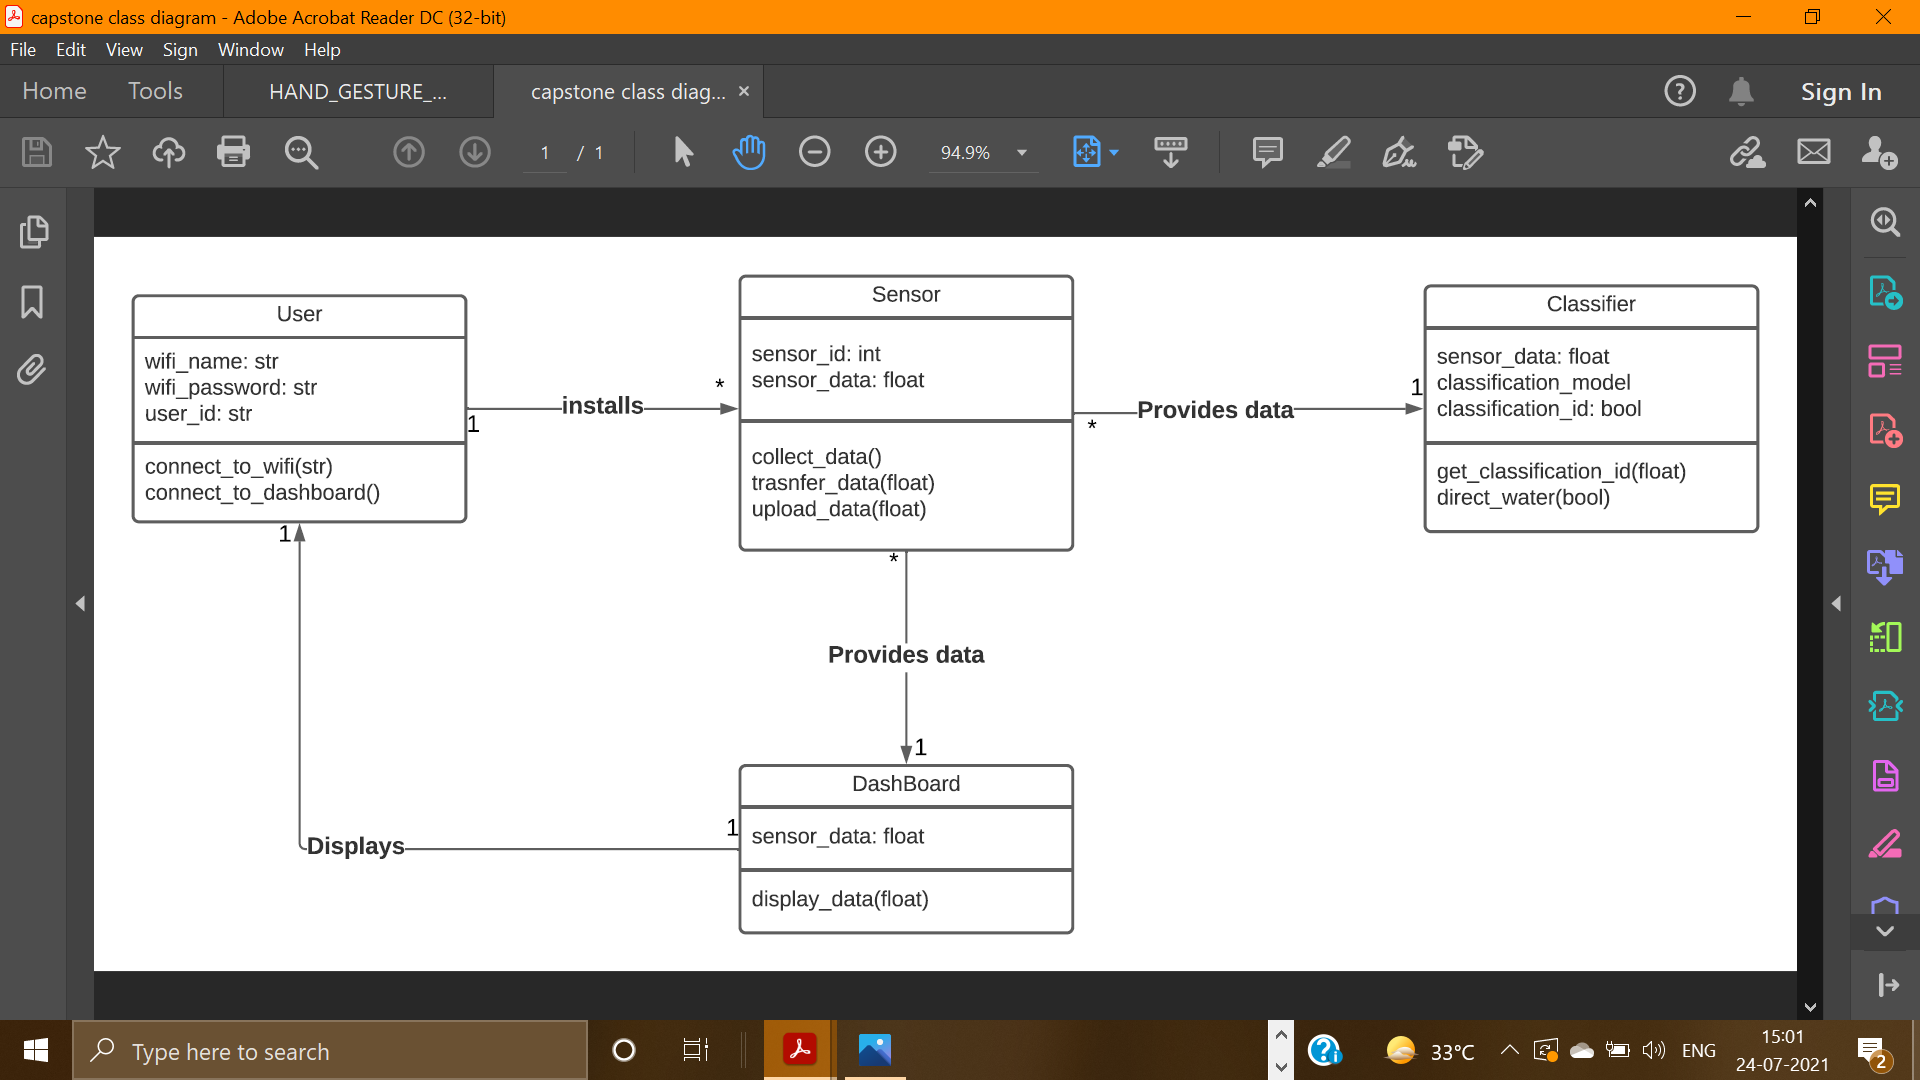 capstone class diagram - Adobe Acrobat Reader DC (32-bit)
File Edit View Sign Window Help
Home Tools HAND_GESTURE_... capstone class diag... × Sign In
1 / 1 94.9%
User
wifi_name: str
wifi_password: str
user_id: str
connect_to_wifi(str)
connect_to_dashboard()
1
installs
*
Sensor
sensor_id: int
sensor_data: float
collect_data()
trasnfer_data(float)
upload_data(float)
*
Provides data
1
Classifier
sensor_data: float
classification_model
classification_id: bool
get_classification_id(float)
direct_water(bool)
*
Provides data
1
DashBoard
sensor_data: float
display_data(float)
1
Displays
1
Type here to search
33°C ENG
15:01
24-07-2021
2